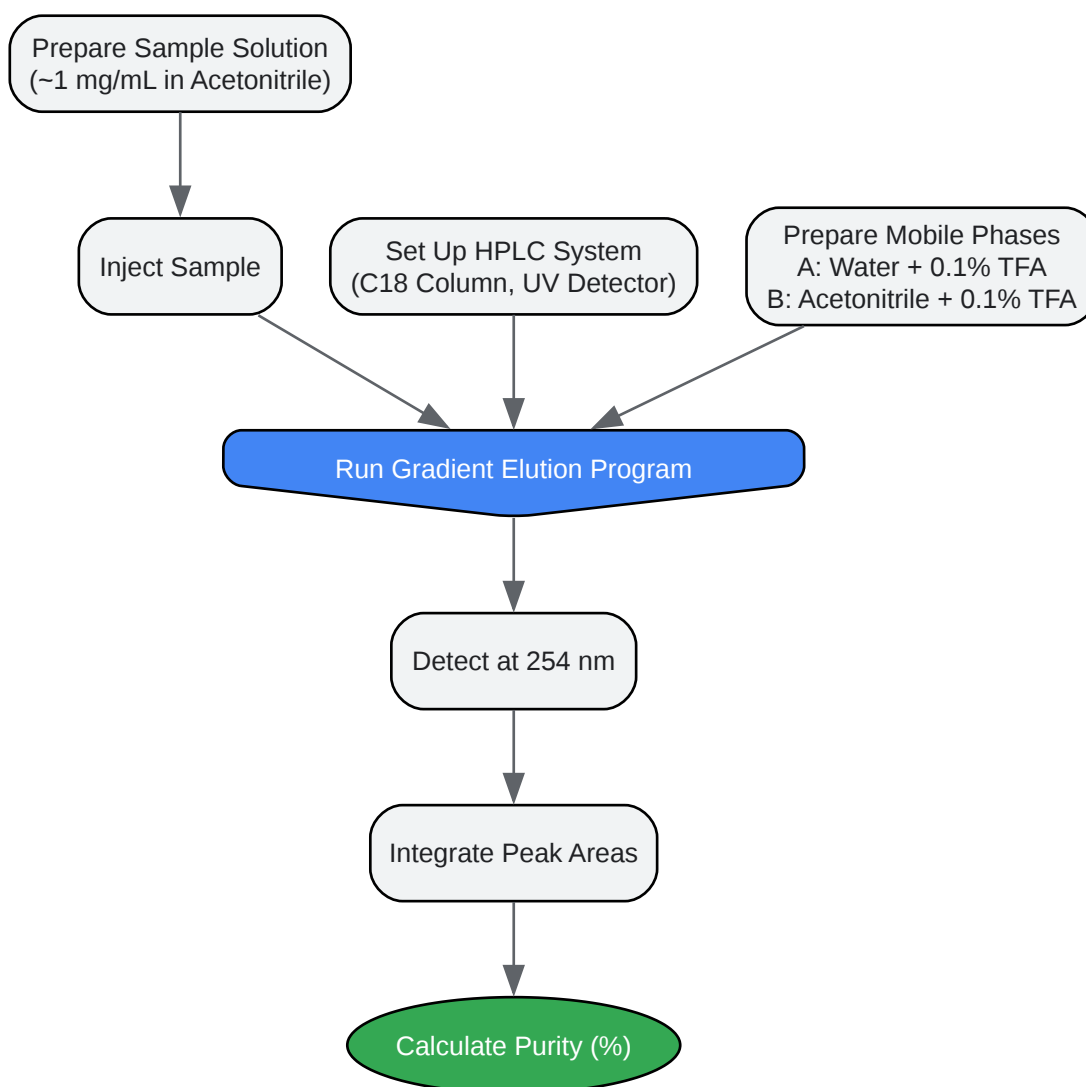 Prepare Sample Solution
(~1 mg/mL in Acetonitrile)
Inject Sample
Set Up HPLC System
(C18 Column, UV Detector)
Prepare Mobile Phases
A: Water + 0.1% TFA
B: Acetonitrile + 0.1% TFA
Run Gradient Elution Program
Detect at 254 nm
Integrate Peak Areas
Calculate Purity (%)